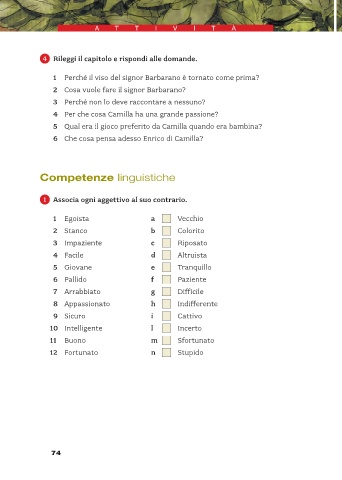 ATTIVITÀ
4 Rileggi il capitolo e rispondi alle domande.
1 Perché il viso del signor Barbarano è tornato come prima?
2 Cosa vuole fare il signor Barbarano?
3 Perché non lo deve raccontare a nessuno?
4 Per che cosa Camilla ha una grande passione?
5 Qual era il gioco preferito da Camilla quando era bambina?
6 Che cosa pensa adesso Enrico di Camilla?
Competenze linguistiche
1 Associa ogni aggettivo al suo contrario.
1 Egoista a Vecchio
2 Stanco b Colorito
3 Impaziente c Riposato
4 Facile d Altruista
5 Giovane e Tranquillo
6 Pallido f Paziente
7 Arrabbiato g Difficile
8 Appassionato h Indifferente
9 Sicuro i Cattivo
10 Intelligente l Incerto
11 Buono m Sfortunato
12 Fortunato n Stupido
74